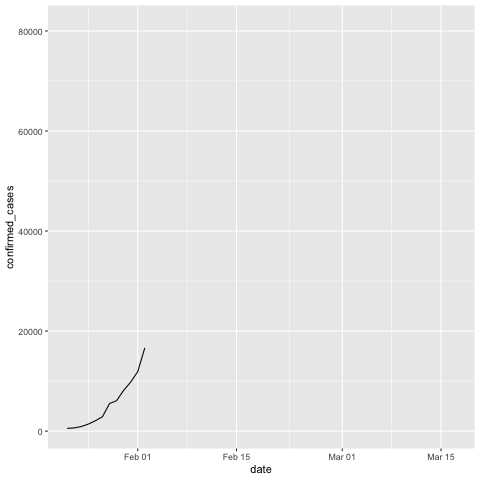 80000
60000
40000
20000
0
confirmed_cases
Feb 01
Feb 15
Mar 01
Mar 15
date